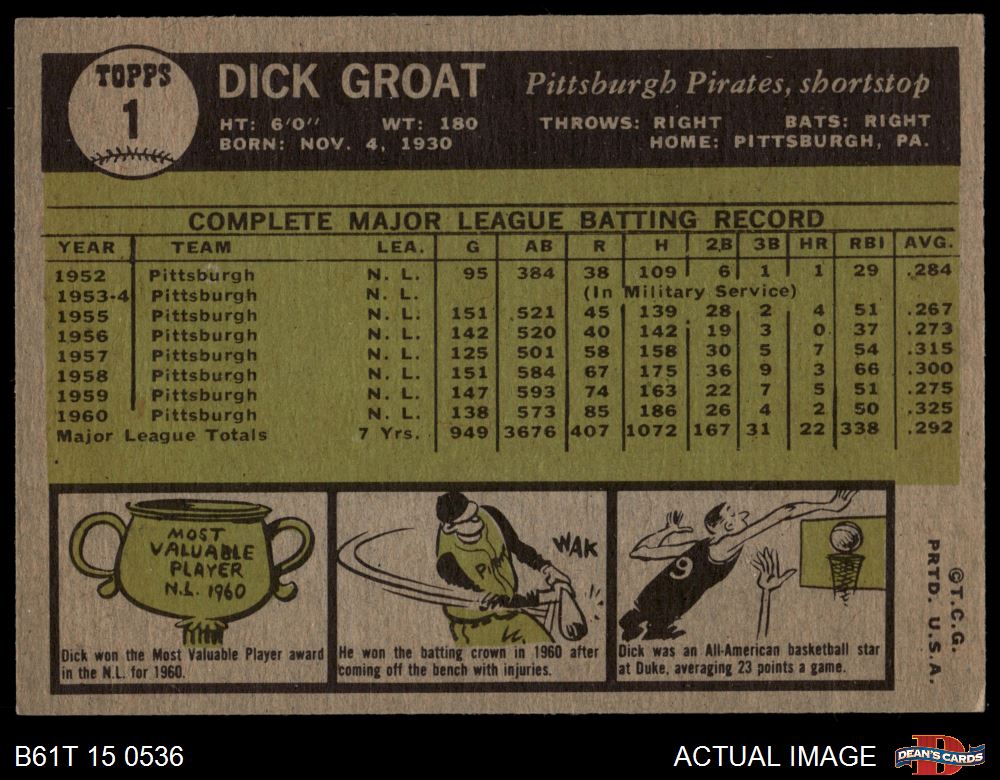 TOPPS
1
DICK GROAT
Pittsburgh Pirates, shortstop
HT: 6'0'' WT: 180 THROWS: RIGHT BATS: RIGHT
BORN: NOV. 4, 1930 HOME: PITTSBURGH, PA.
COMPLETE MAJOR LEAGUE BATTING RECORD
YEAR TEAM LEA. G AB R H 2B 3B HR RBI AVG.
1952 Pittsburgh N. L. 95 384 38 109 6 1 1 29 .284
1953-4 Pittsburgh N. L. (In Military Service)
1955 Pittsburgh N. L. 151 521 45 139 28 2 4 51 .267
1956 Pittsburgh N. L. 142 520 40 142 19 3 0 37 .273
1957 Pittsburgh N. L. 125 501 58 158 30 5 7 54 .315
1958 Pittsburgh N. L. 151 584 67 175 36 9 3 66 .300
1959 Pittsburgh N. L. 147 593 74 163 22 7 5 51 .275
1960 Pittsburgh N. L. 138 573 85 186 26 4 2 50 .325
Major League Totals 7 Yrs. 949 3676 407 1072 167 31 22 338 .292
MOST
VALUABLE
PLAYER
N.L. 1960
Dick won the Most Valuable Player award
in the N.L. for 1960.
WAK
He won the batting crown in 1960 after
coming off the bench with injuries.
9
Dick was an All-American basketball star
at Duke, averaging 23 points a game.
©T.C.G.
PRTD. U.S.A.
B61T 15 0536
ACTUAL IMAGE
DEAN'S CARDS